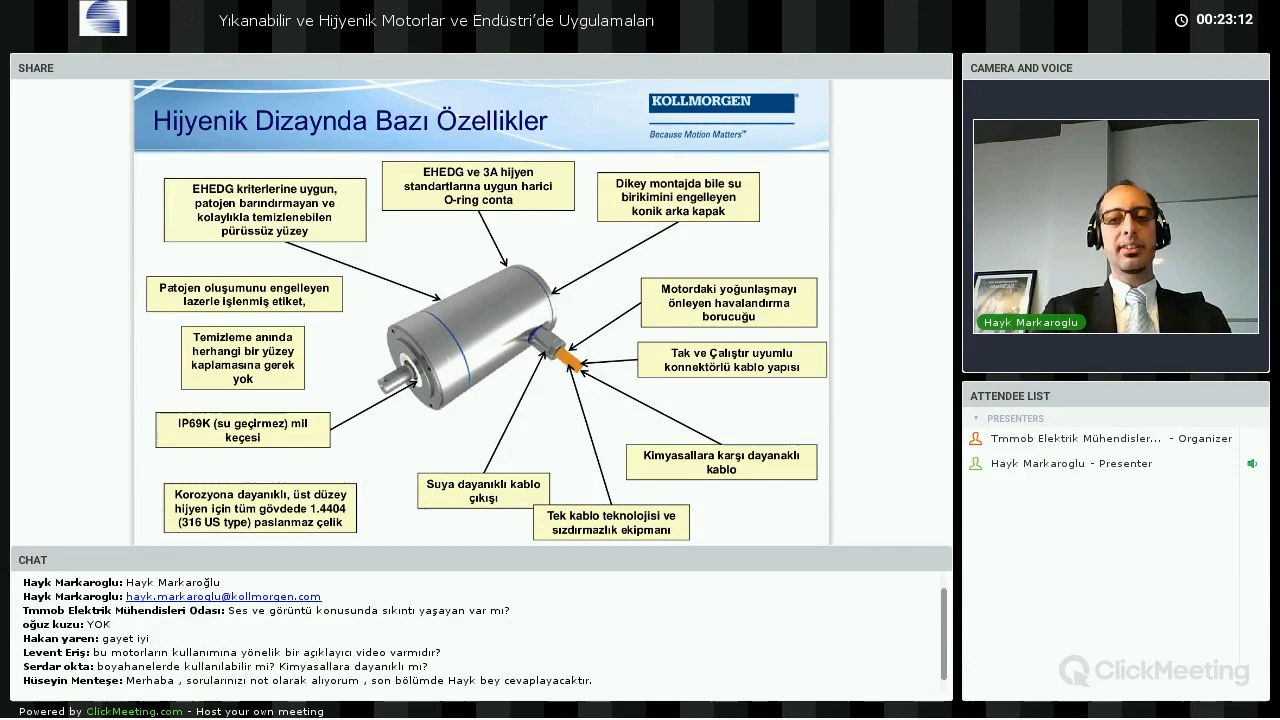 Yıkanabilir ve Hijyenik Motorlar ve Endüstri'de Uygulamaları
00:23:12
SHARE
Hijyenik Dizaynda Bazı Özellikler
KOLLMORGEN
Because Motion Matters™
EHEDG kriterlerine uygun,
patojen barındırmayan ve
kolaylıkla temizlenebilen
pürüssüz yüzey
EHEDG ve 3A hijyen
standartlarına uygun harici
O-ring conta
Dikey montajda bile su
birikimini engelleyen
konik arka kapak
Patojen oluşumunu engelleyen
lazerle işlenmiş etiket,
Motordaki yoğunlaşmayı
önleyen havalandırma
borucuğu
Temizleme anında
herhangi bir yüzey
kaplamasına gerek
yok
Tak ve Çalıştır uyumlu
konnektörlü kablo yapısı
IP69K (su geçirmez) mil
keçesi
Kimyasallara karşı dayanaklı
kablo
Suya dayanıklı kablo
çıkışı
Korozyona dayanıklı, üst düzey
hijyen için tüm gövdede 1.4404
(316 US type) paslanmaz çelik
Tek kablo teknolojisi ve
sızdırmazlık ekipmanı
CAMERA AND VOICE
Hayk Markaroglu
ATTENDEE LIST
PRESENTERS
Tmmob Elektrik Mühendisler... - Organizer
Hayk Markaroglu - Presenter
ClickMeeting
CHAT
Hayk Markaroglu: Hayk Markaroğlu
Hayk Markaroglu: hayk.markaroglu@kollmorgen.com
Tmmob Elektrik Mühendisleri Odası: Ses ve görüntü konusunda sıkıntı yaşayan var mı?
oğuz kuzu: YOK
Hakan yaren: gayet iyi
Levent Eriş: bu motorların kullanımına yönelik bir açıklayıcı video varmıdır?
Serdar okta: boyahanelerde kullanılabilir mi? Kimyasallara dayanıklı mı?
Hüseyin Menteşe: Merhaba , sorularınızı not olarak alıyorum , son bölümde Hayk bey cevaplayacaktır.
Powered by ClickMeeting.com - Host your own meeting